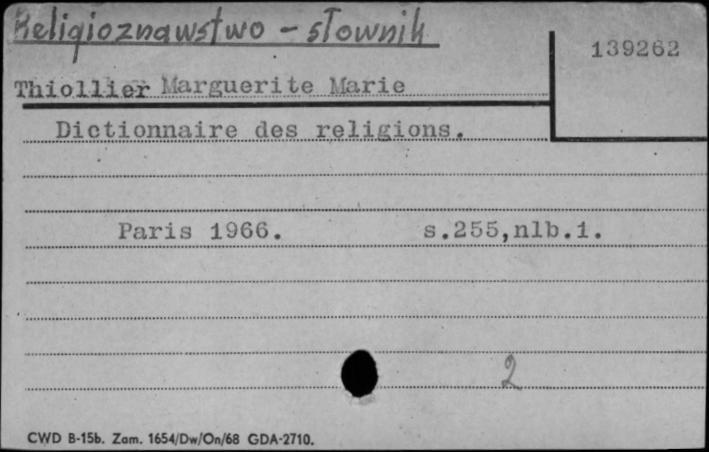 Religioznawstwo - słownik
139262
Thiollier Marguerite Marie
Dictionnaire des religions.
Paris 1966. s.255,nlb.1.
2
CWD B-15b. Zam. 1654/Dw/On/68 GDA-2710.